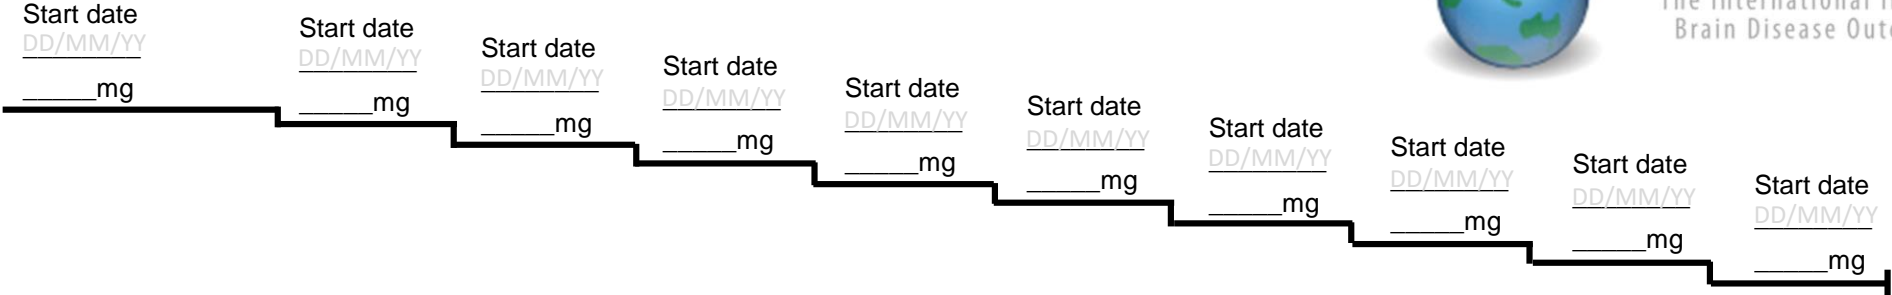 Start date
DD/MM/YY
_____mg
Start date
DD/MM/YY
_____mg
Start date
DD/MM/YY
_____mg
Start date
DD/MM/YY
_____mg
Start date
DD/MM/YY
_____mg
Start date
DD/MM/YY
_____mg
Start date
DD/MM/YY
_____mg
Start date
DD/MM/YY
_____mg
Start date
DD/MM/YY
_____mg
Start date
DD/MM/YY
_____mg
The International
Brain Disease